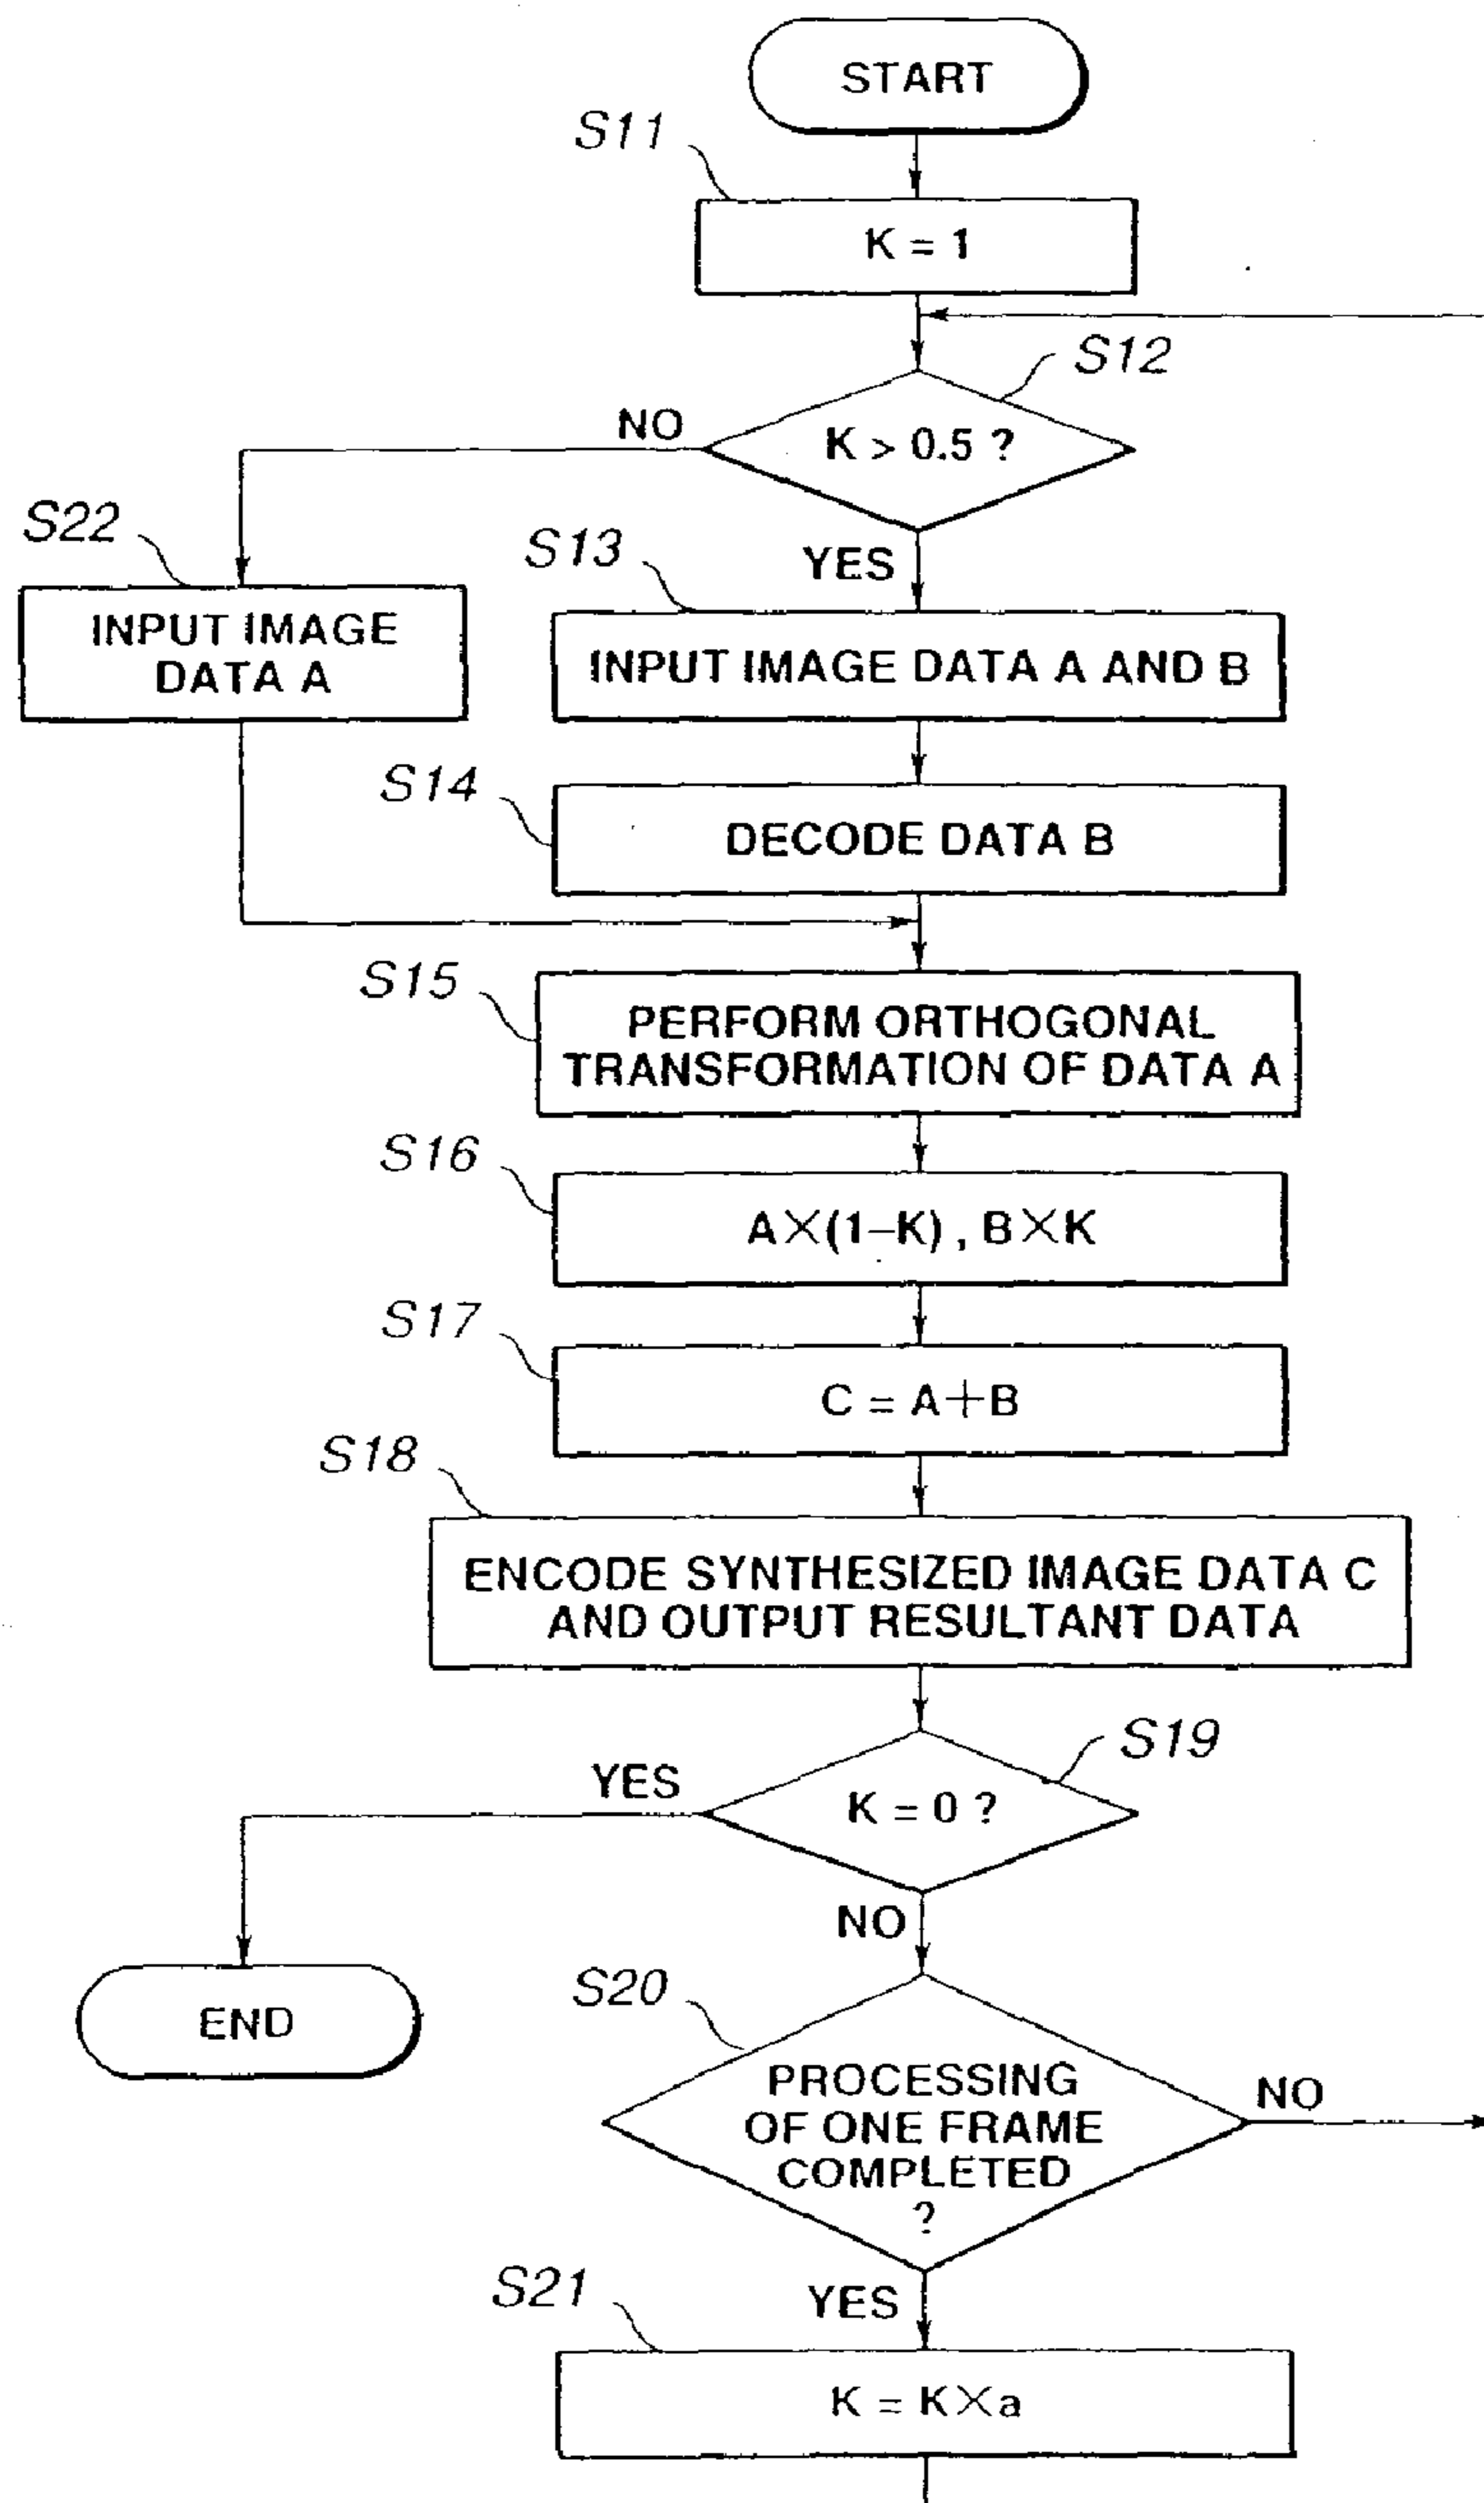 START
S11
K = 1
S12
NO
K > 0.5 ?
S22
S13
YES
INPUT IMAGE
DATA A
INPUT IMAGE DATA A AND B
S14
DECODE DATA B
S15
PERFORM ORTHOGONAL
TRANSFORMATION OF DATA A
S16
A×(1–K) , B×K
S17
C = A+B
S18
ENCODE SYNTHESIZED IMAGE DATA C
AND OUTPUT RESULTANT DATA
S19
YES
K = 0 ?
NO
END
S20
PROCESSING
OF ONE FRAME
COMPLETED
?
NO
S21
YES
K = K×a